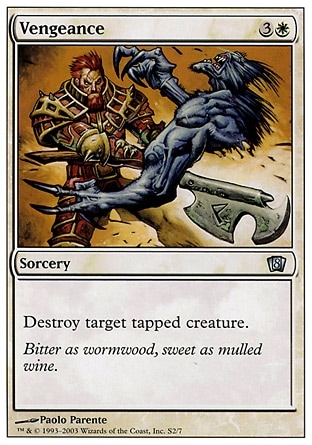 Vengeance 3
Sorcery 8
Destroy target tapped creature.
Bitter as wormwood, sweet as mulled
wine.
Paolo Parente
™ & © 1993–2003 Wizards of the Coast, Inc. S2/7